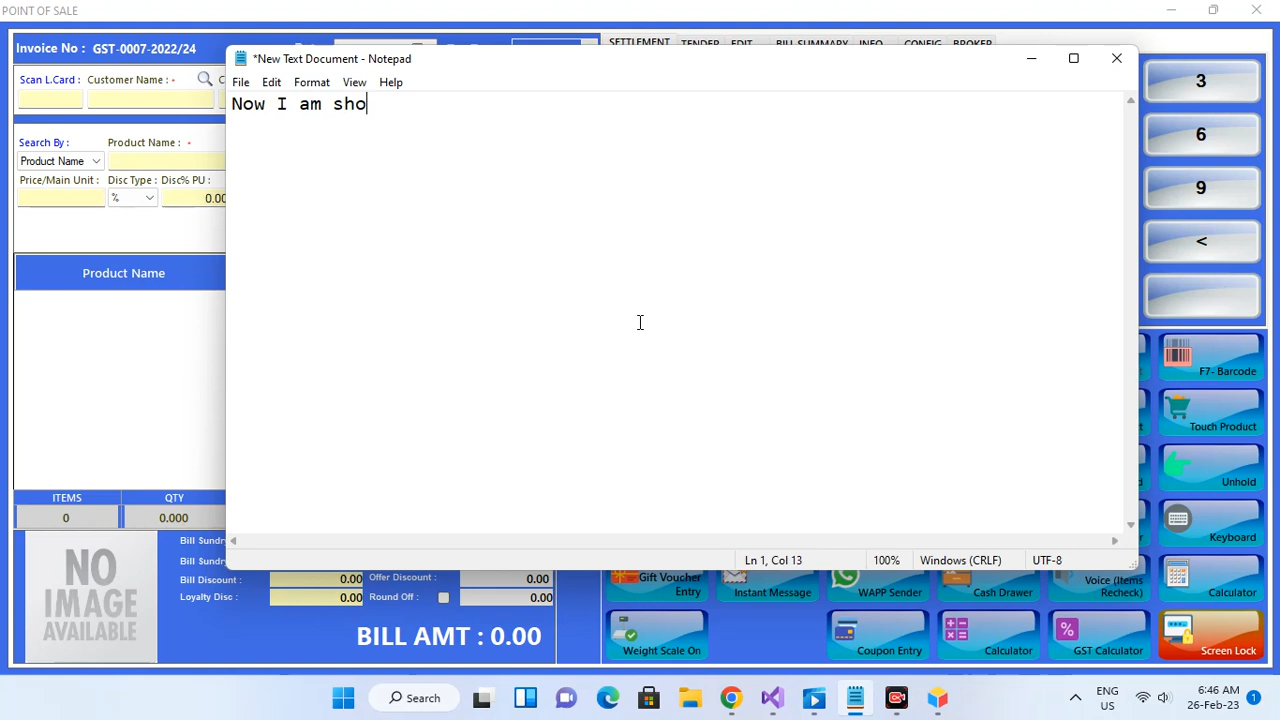 POINT OF SALE
Invoice No : GST-0007-2022/24
SETTLEMENT TENDER EDIT BILL SUMMARY INFO CONFIG BROKER
*New Text Document - Notepad
File Edit Format View Help
Now I am sho
Scan L.Card : Customer Name : *
Search By : Product Name : *
Product Name
Price/Main Unit : Disc Type : Disc% PU :
% 0.00
Product Name
ITEMS QTY
0 0.000
NO
IMAGE
AVAILABLE
Bill Sundry
Bill Sundry
Bill Discount : 0.00 Offer Discount : 0.00
Loyalty Disc : 0.00 Round Off : 0.00
BILL AMT : 0.00
Ln 1, Col 13 100% Windows (CRLF) UTF-8
3
6
9
<
F7- Barcode
Touch Product
Unhold
Keyboard
Gift Voucher
Entry
Instant Message
WAPP Sender
Cash Drawer
Voice (Items
Recheck)
Calculator
Weight Scale On
Coupon Entry
Calculator
GST Calculator
Screen Lock
Search
ENG
US
6:46 AM
26-Feb-23
1